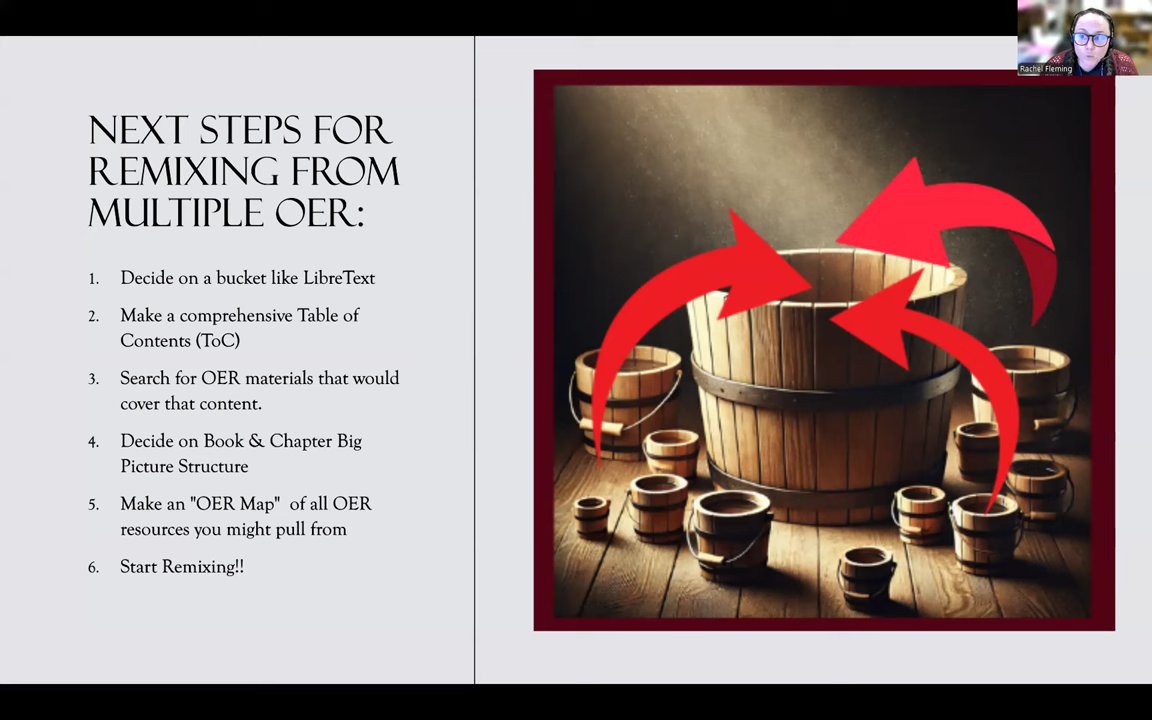 Rachel Fleming
NEXT STEPS FOR
REMIXING FROM
MULTIPLE OER:
1. Decide on a bucket like LibreText
2. Make a comprehensive Table of
Contents (ToC)
3. Search for OER materials that would
cover that content.
4. Decide on Book & Chapter Big
Picture Structure
5. Make an "OER Map" of all OER
resources you might pull from
6. Start Remixing!!